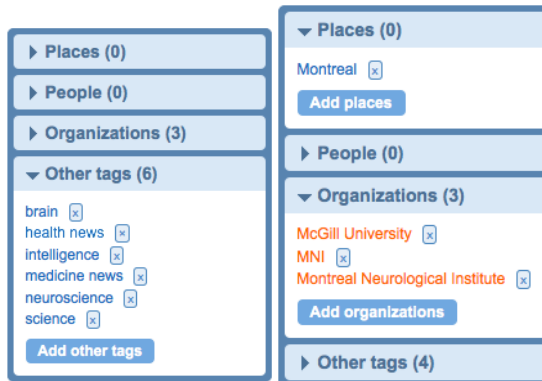 Places (0)
People (0)
Organizations (3)
Other tags (6)
brain x
health news x
intelligence x
medicine news x
neuroscience x
science x
Add other tags
Places (0)
Montreal x
Add places
People (0)
Organizations (3)
McGill University x
MNI x
Montreal Neurological Institute x
Add organizations
Other tags (4)